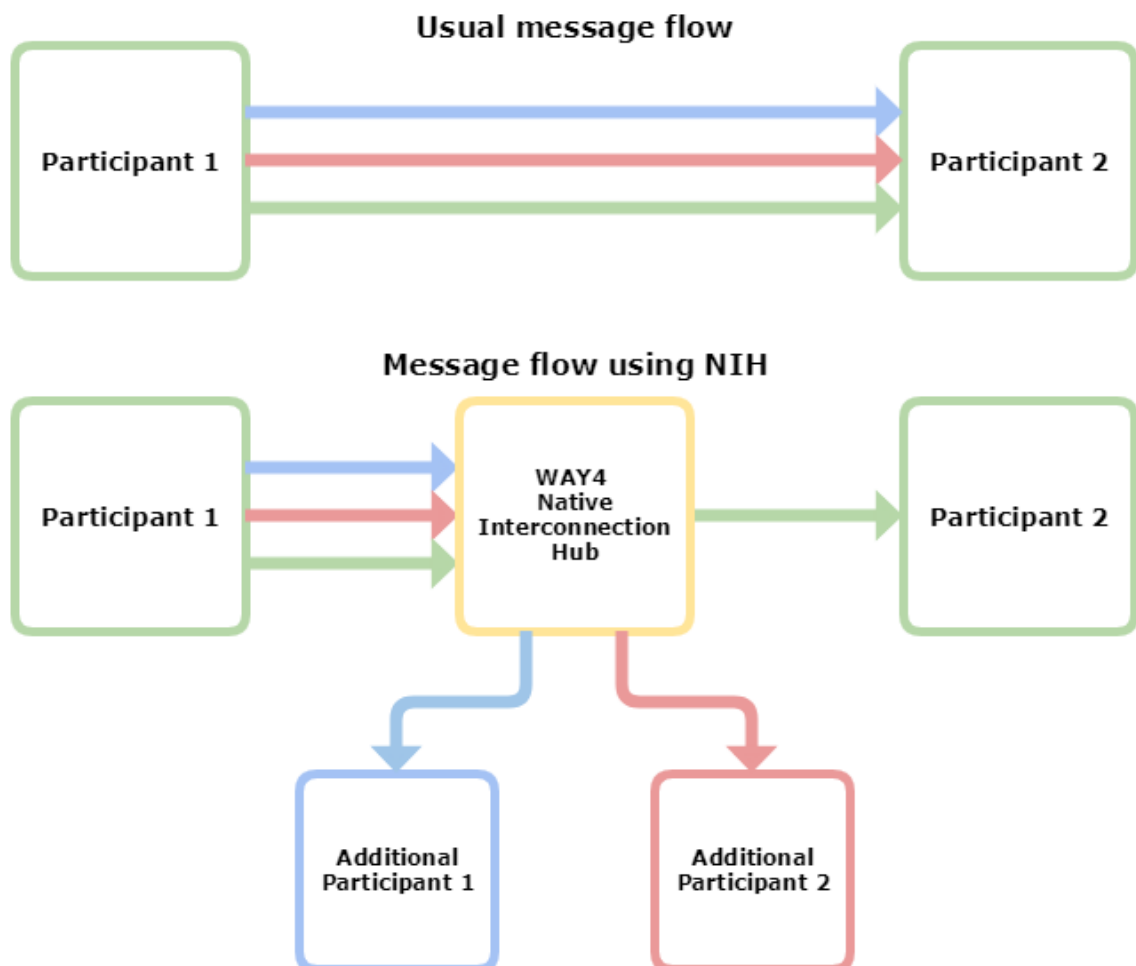 Usual message flow
Participant 1
Participant 2
Message flow using NIH
Participant 1
WAY4
Native
Interconnection
Hub
Participant 2
Additional
Participant 1
Additional
Participant 2